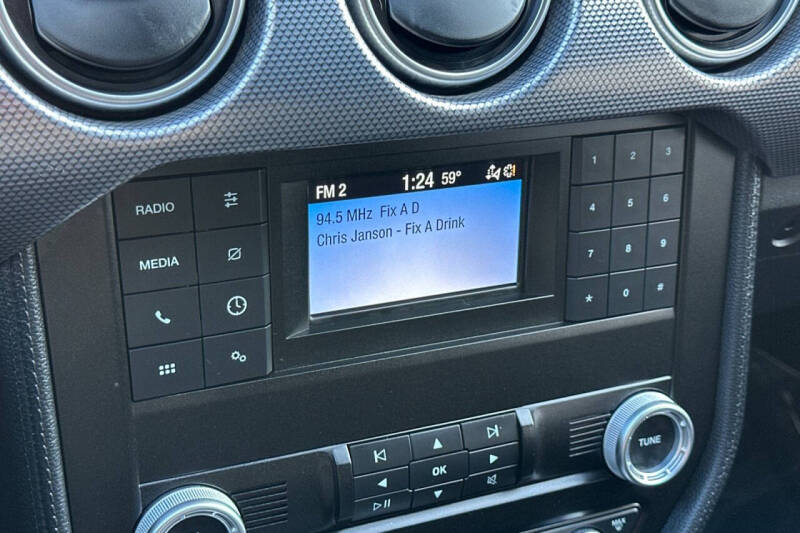 FM 2 1:24 59°
94.5 MHz Fix A D
Chris Janson - Fix A Drink
RADIO
MEDIA
1 2 3
4 5 6
7 8 9
* 0 #
OK
TUNE
MAX